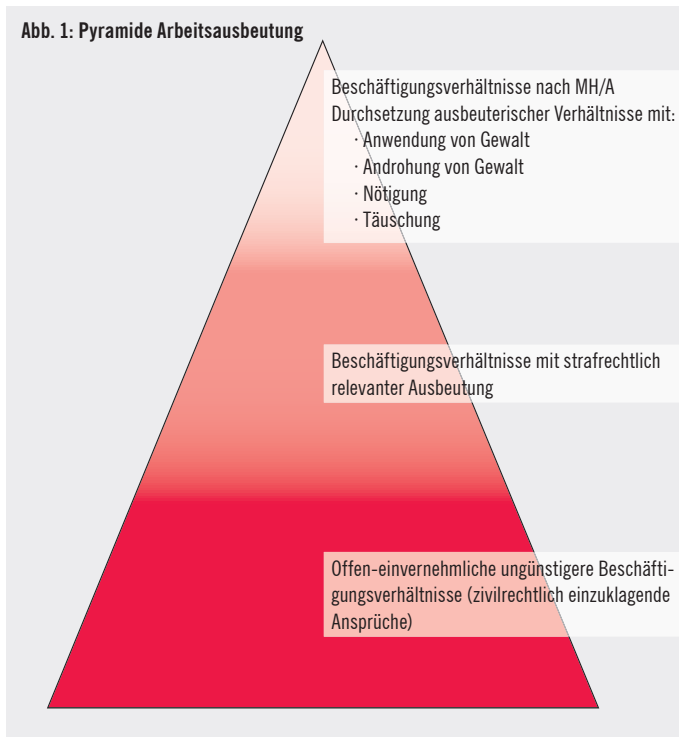 Abb. 1: Pyramide Arbeitsausbeutung
Beschäftigungsverhältnisse nach MH/A
Durchsetzung ausbeuterischer Verhältnisse mit:
· Anwendung von Gewalt
· Androhung von Gewalt
· Nötigung
· Täuschung
Beschäftigungsverhältnisse mit strafrechtlich
relevanter Ausbeutung
Offen-einvernehmliche ungünstigere Beschäfti-
gungsverhältnisse (zivilrechtlich einzuklagende
Ansprüche)